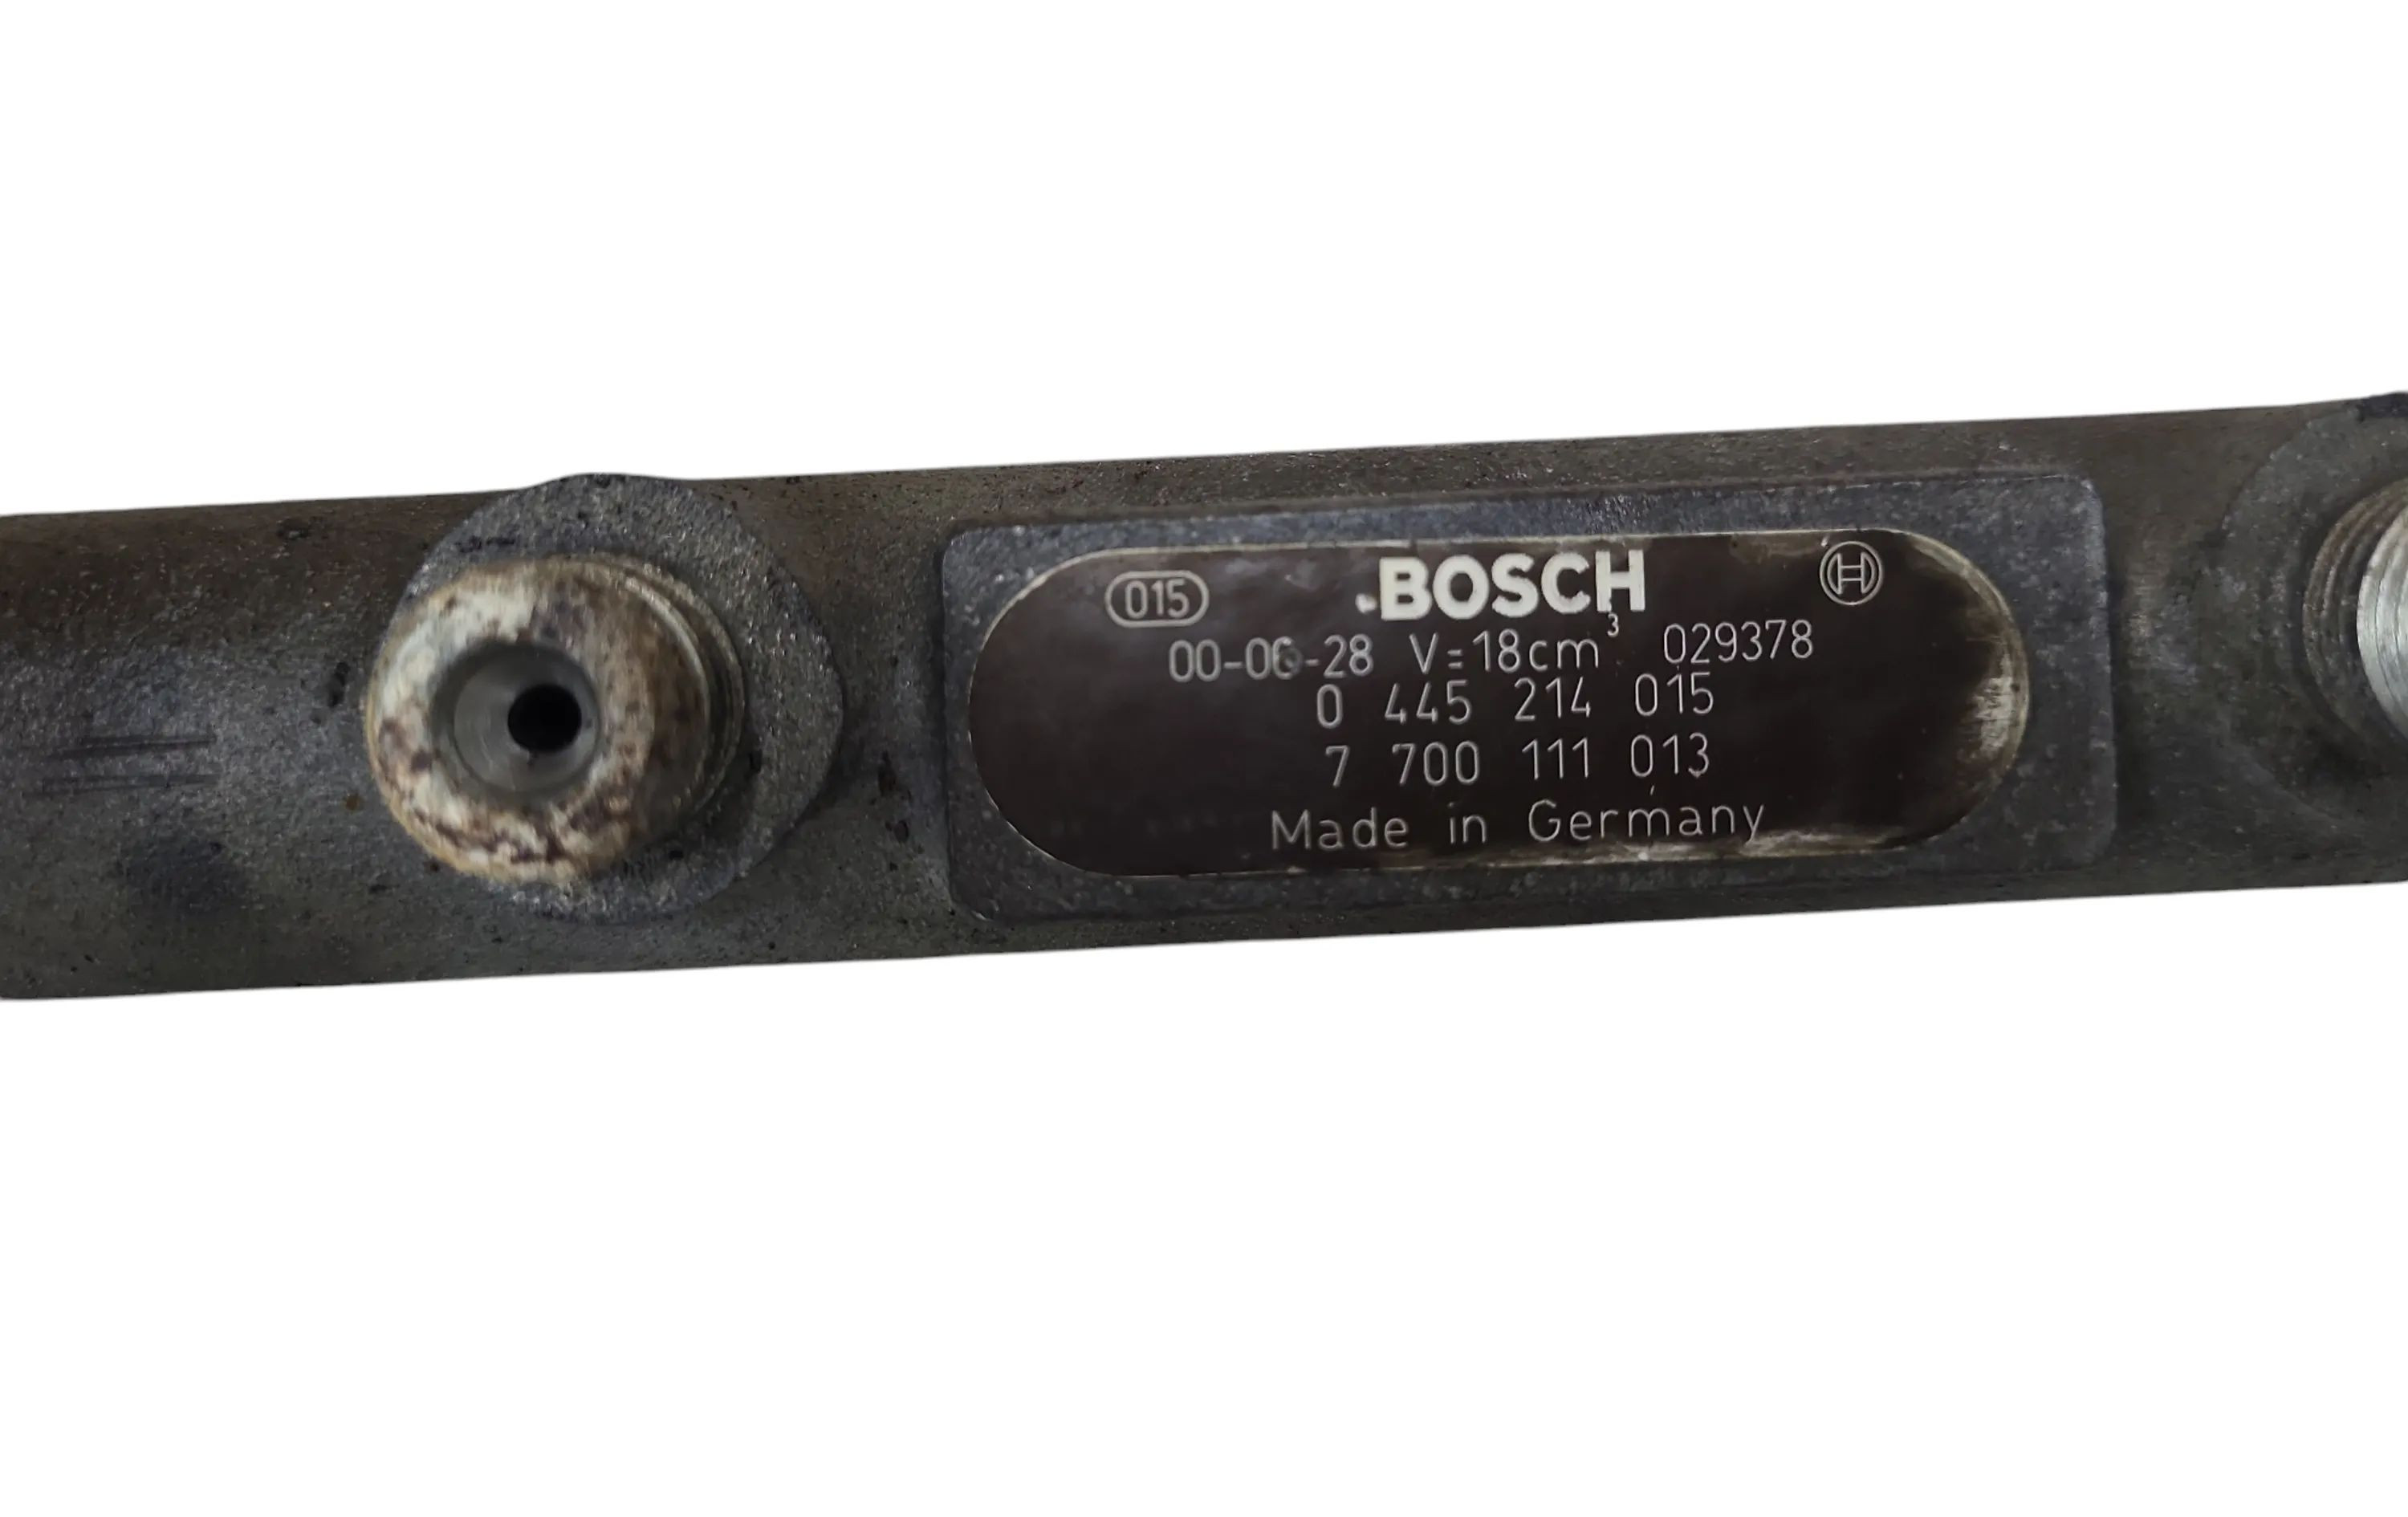 015 BOSCH
00-06-28 V=18cm³ 029378
0 445 214 015
7 700 111 013
Made in Germany